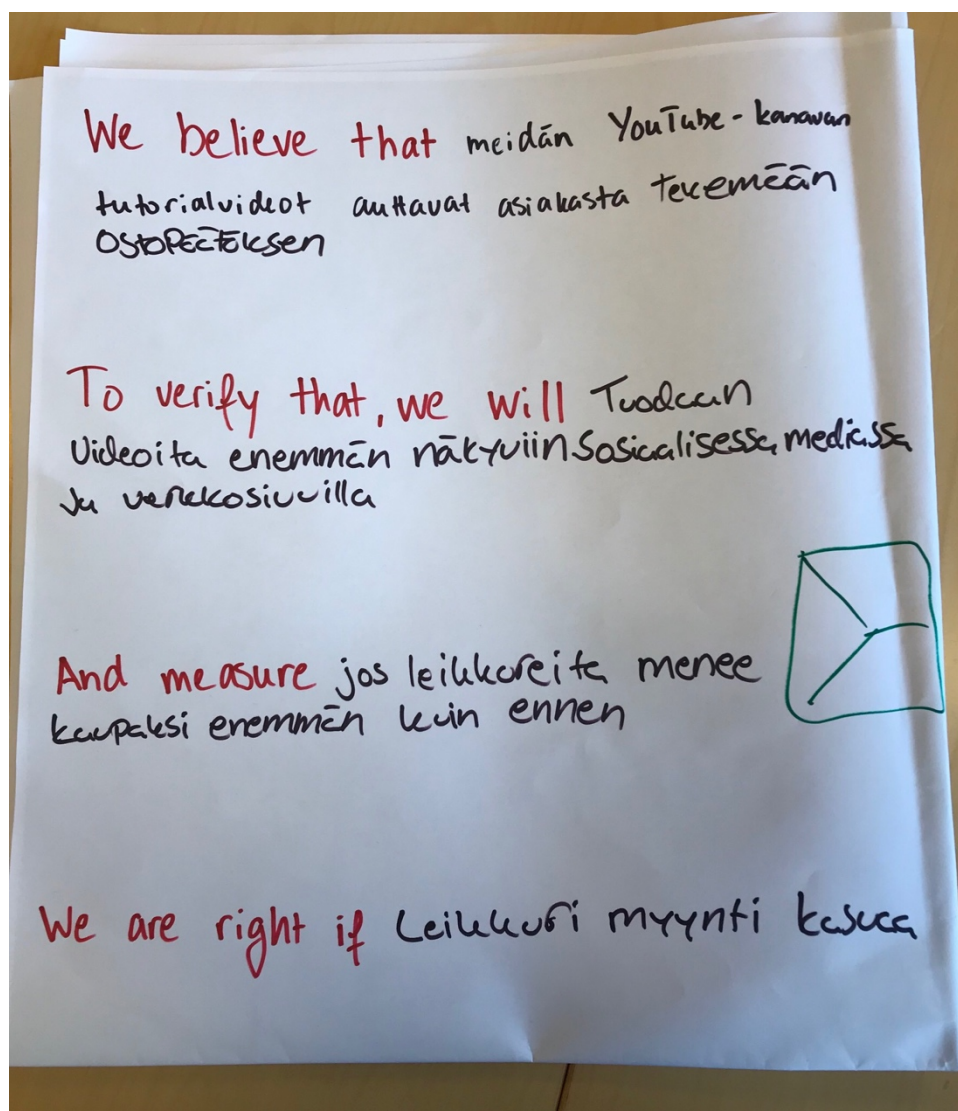 We believe that meidän YouTube-kanavan
tutorialvideot auttavat asiakasta tekemään
ostopäätöksen
To verify that, we will Tuodaan
videoita enemmän näkyviin sosiaalisessa mediassa
ja verkkosivuilla
And measure jos leikkureita menee
kaupaksi enemmän kuin ennen
We are right if Leikkuri myynti kasvaa